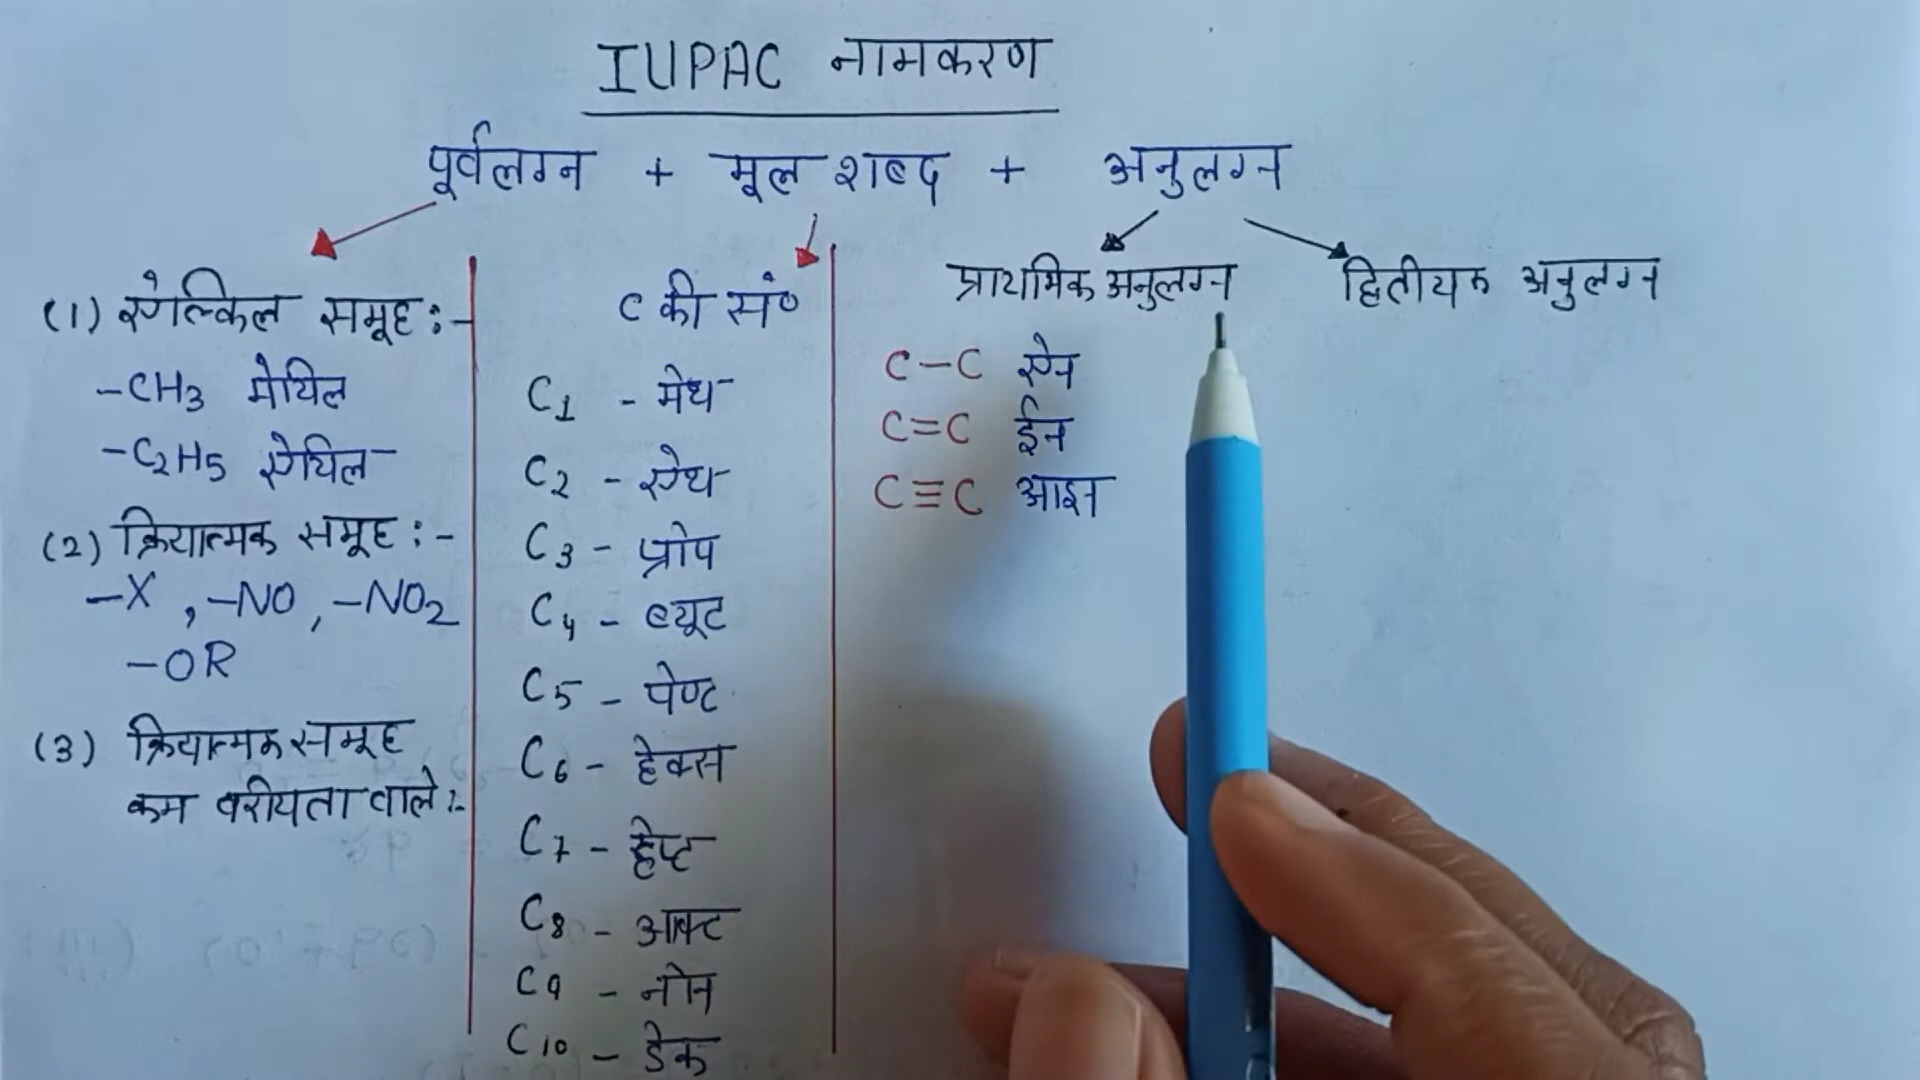 IUPAC नामकरण
पूर्वलग्न + मूल शब्द + अनुलग्न
(1) ऐल्किल समूह :-
-CH3 मेथिल
-C2H5 ऐथिल
(2) क्रियात्मक समूह :-
-X , -NO , -NO2
-OR
(3) क्रियात्मक समूह
कम वरीयता वाले :-
C की सं०
C1 - मेथ
C2 - ऐथ
C3 - प्रोप
C4 - ब्यूट
C5 - पेण्ट
C6 - हेक्स
C7 - हेप्ट
C8 - आक्ट
C9 - नोन
C10 - डेक
प्राथमिक अनुलग्न
C-C ऐन
C=C ईन
C≡C आइन
द्वितीयक अनुलग्न